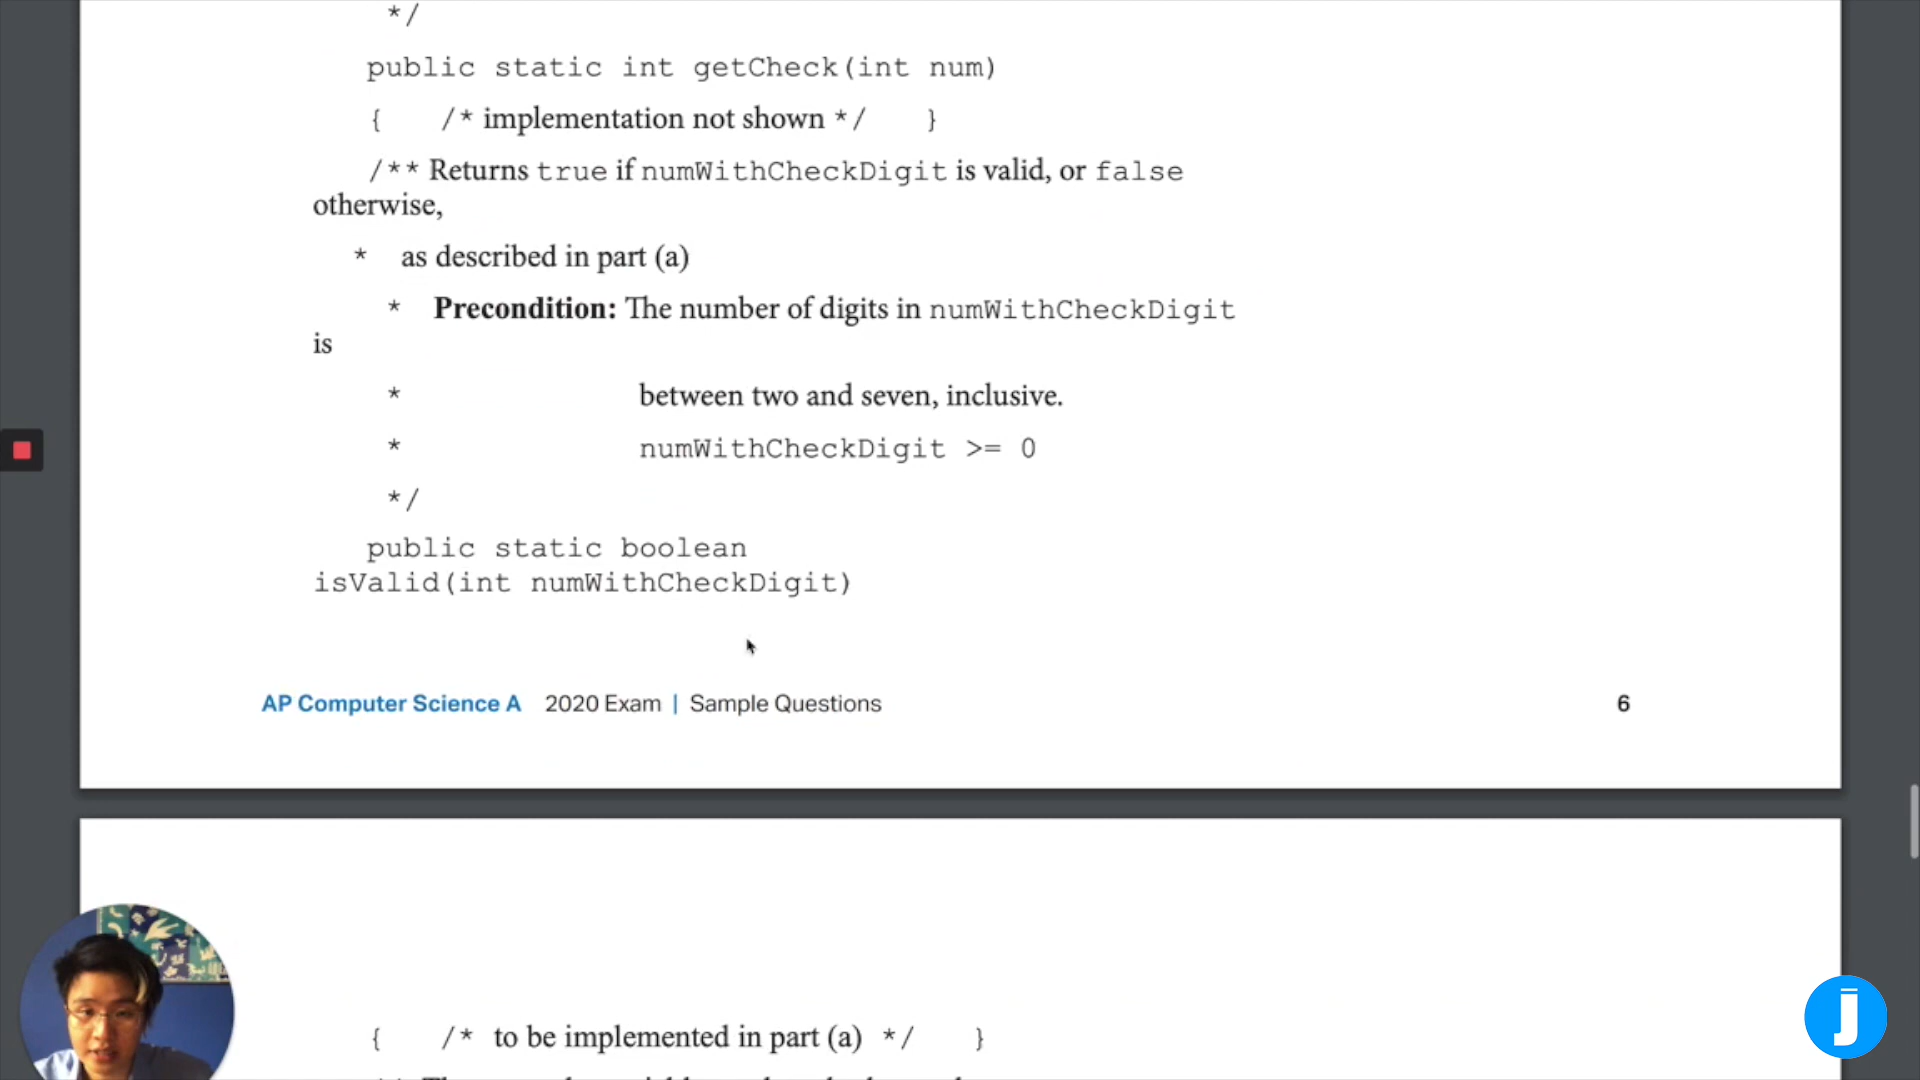 */
public static int getCheck(int num)
{ /* implementation not shown */ }
/** Returns true if numWithCheckDigit is valid, or false
otherwise,
* as described in part (a)
* Precondition: The number of digits in numWithCheckDigit
is
* between two and seven, inclusive.
* numWithCheckDigit >= 0
*/
public static boolean
isValid(int numWithCheckDigit)
AP Computer Science A 2020 Exam | Sample Questions 6
{ /* to be implemented in part (a) */ }
J